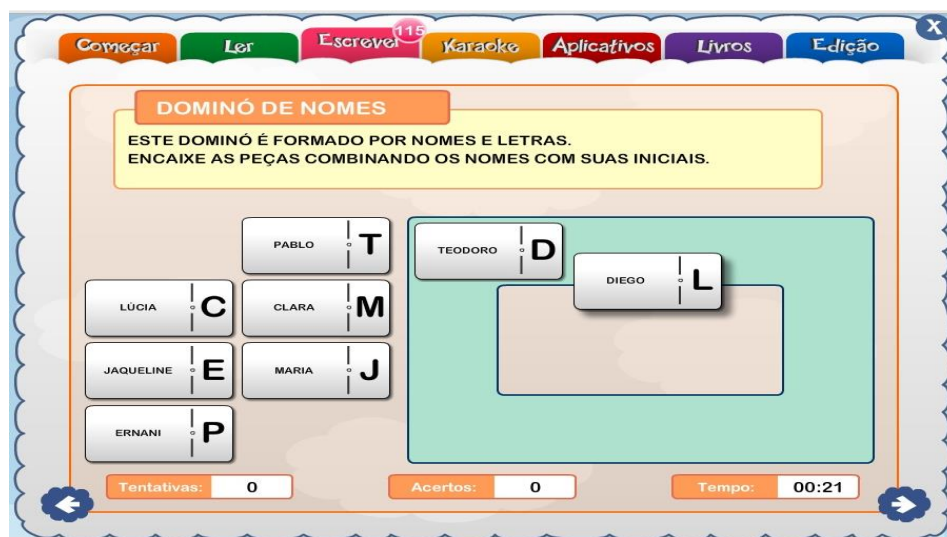 Começar Ler Escrever 115 Karaoke Aplicativos Livros Edição X
DOMINÓ DE NOMES
ESTE DOMINÓ É FORMADO POR NOMES E LETRAS.
ENCAIXE AS PEÇAS COMBINANDO OS NOMES COM SUAS INICIAIS.
PABLO T
TEODORO D
DIEGO L
LÚCIA C
CLARA M
JAQUELINE E
MARIA J
ERNANI P
Tentativas: 0 Acertos: 0 Tempo: 00:21